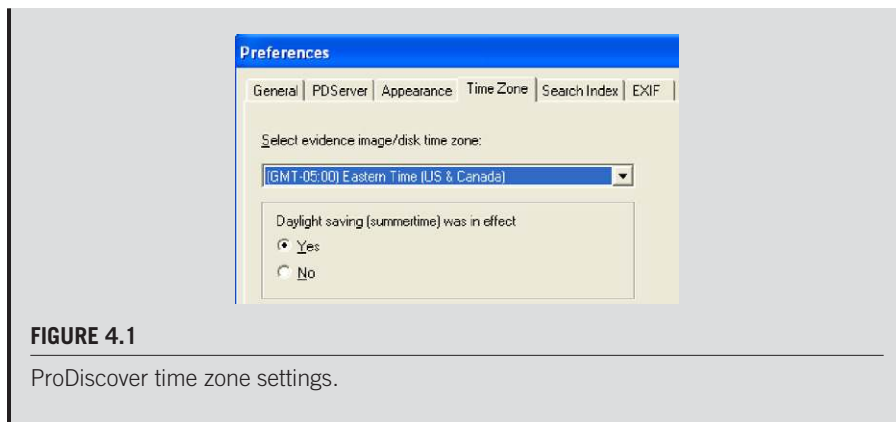 Preferences
General PDServer Appearance Time Zone Search Index EXIF
Select evidence image/disk time zone:
(GMT-05:00) Eastern Time (US & Canada)
Daylight saving (summertime) was in effect
Yes
No
FIGURE 4.1
ProDiscover time zone settings.